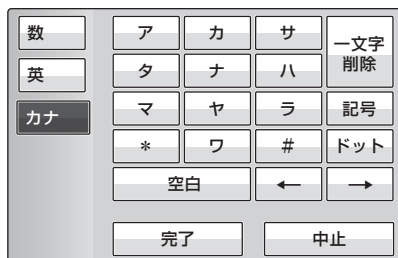 数
英
カナ
ア カ サ 一文字
削除
タ ナ ハ
マ ヤ ラ 記号
* ワ # ドット
空白 ← →
完了 中止